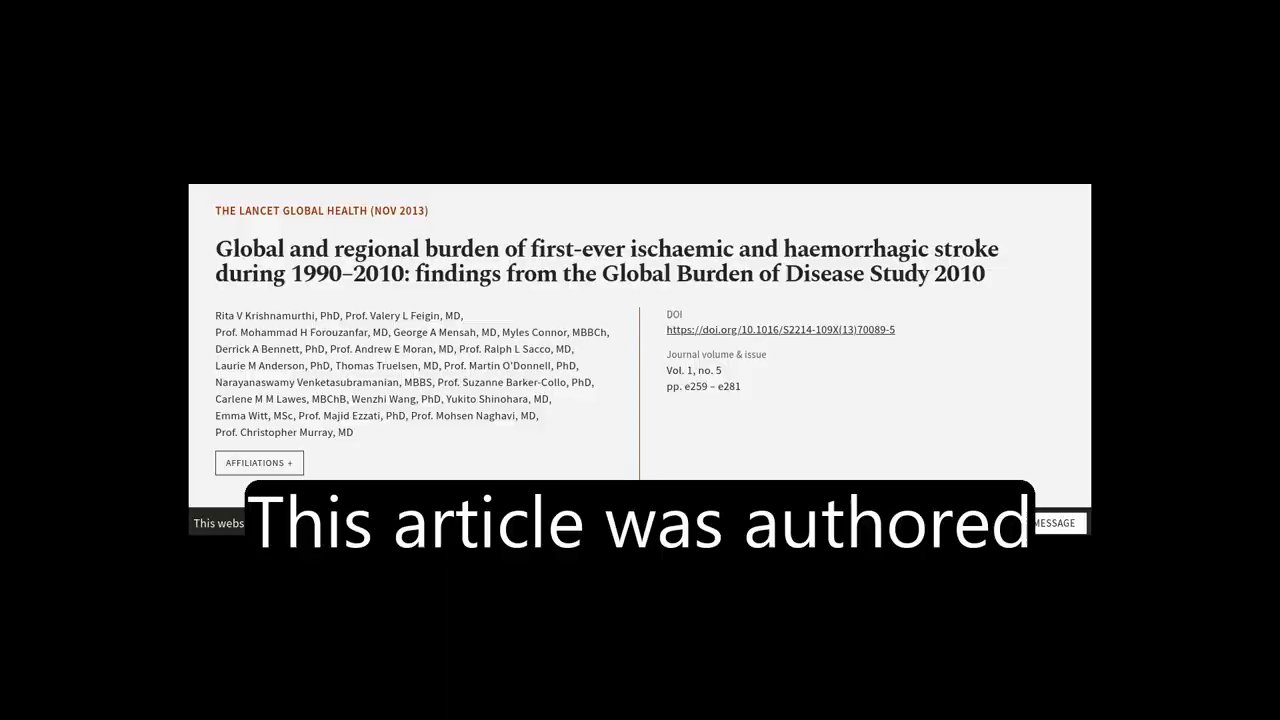 THE LANCET GLOBAL HEALTH (NOV 2013)
Global and regional burden of first-ever ischaemic and haemorrhagic stroke
during 1990–2010: findings from the Global Burden of Disease Study 2010
Rita V Krishnamurthi, PhD, Prof. Valery L Feigin, MD,
Prof. Mohammad H Forouzanfar, MD, George A Mensah, MD, Myles Connor, MBBCh,
Derrick A Bennett, PhD, Prof. Andrew E Moran, MD, Prof. Ralph L Sacco, MD,
Laurie M Anderson, PhD, Thomas Truelsen, MD, Prof. Martin O'Donnell, PhD,
Narayanaswamy Venketasubramanian, MBBS, Prof. Suzanne Barker-Collo, PhD,
Carlene M M Lawes, MBChB, Wenzhi Wang, PhD, Yukito Shinohara, MD,
Emma Witt, MSc, Prof. Majid Ezzati, PhD, Prof. Mohsen Naghavi, MD,
Prof. Christopher Murray, MD
AFFILIATIONS +
DOI
https://doi.org/10.1016/S2214-109X(13)70089-5
Journal volume & issue
Vol. 1, no. 5
pp. e259 – e281
This webs
MESSAGE
This article was authored